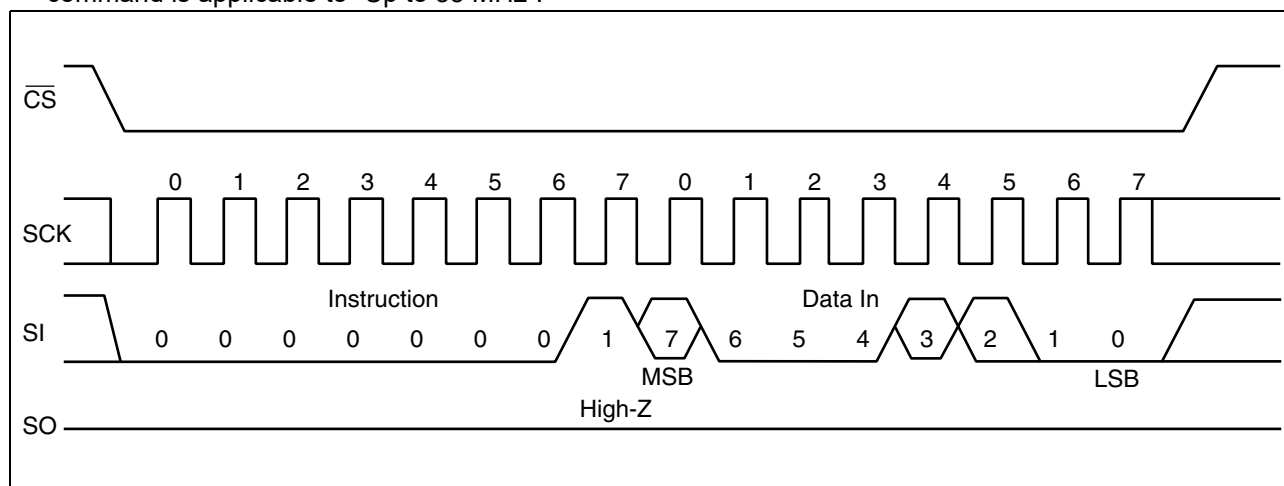 command is applicable to "Up to 33 MHz".
CS
0 1 2 3 4 5 6 7 0 1 2 3 4 5 6 7
SCK
Instruction Data In
SI
0 0 0 0 0 0 0 1 7 6 5 4 3 2 1 0
MSB LSB
High-Z
SO